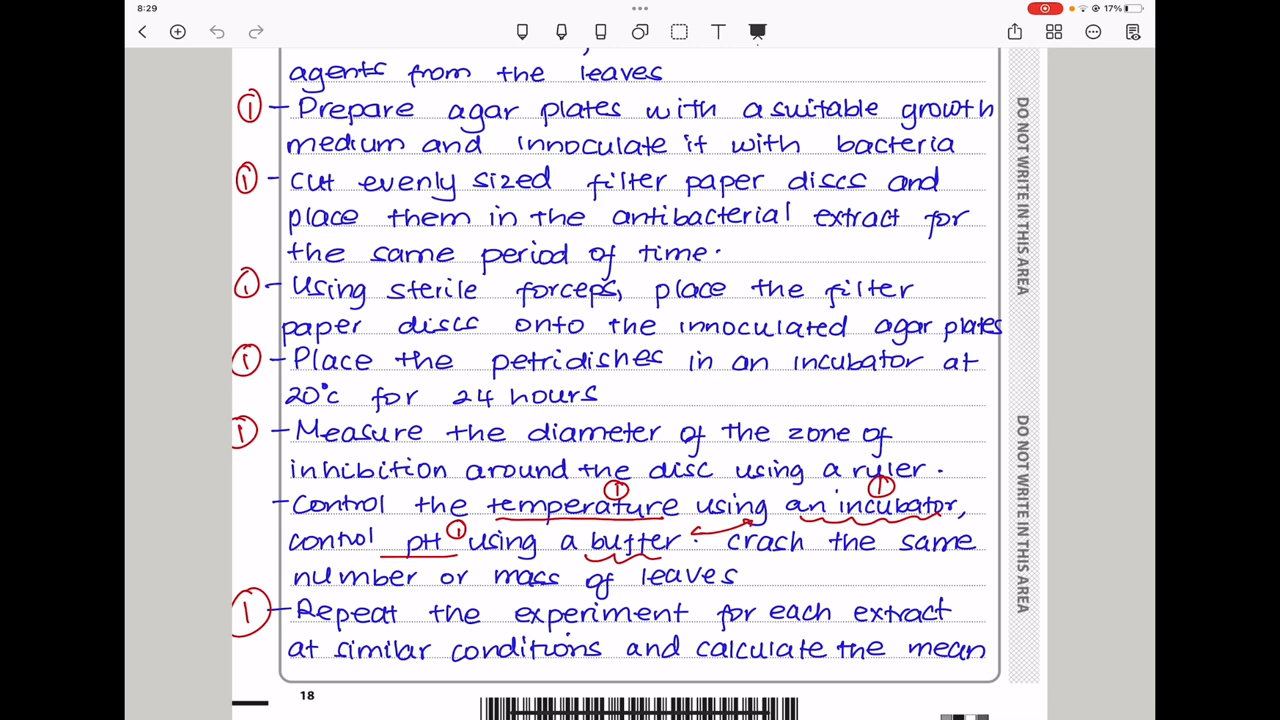 8:29
17%
agents from the leaves
① - Prepare agar plates with a suitable growth
medium and innoculate it with bacteria
① - cut evenly sized filter paper discs and
place them in the antibacterial extract for
the same period of time.
① - Using sterile forceps, place the filter
paper discs onto the innoculated agar plates
① - Place the petridishes in an incubator at
20°c for 24 hours
① - Measure the diameter of the zone of
inhibition around the disc using a ruler.
① ①
- Control the temperature using an incubator,
①
control pH using a buffer. crach the same
number or mass of leaves
① - Repeat the experiment for each extract
at similar conditions and calculate the mean
18
DO NOT WRITE IN THIS AREA
DO NOT WRITE IN THIS AREA